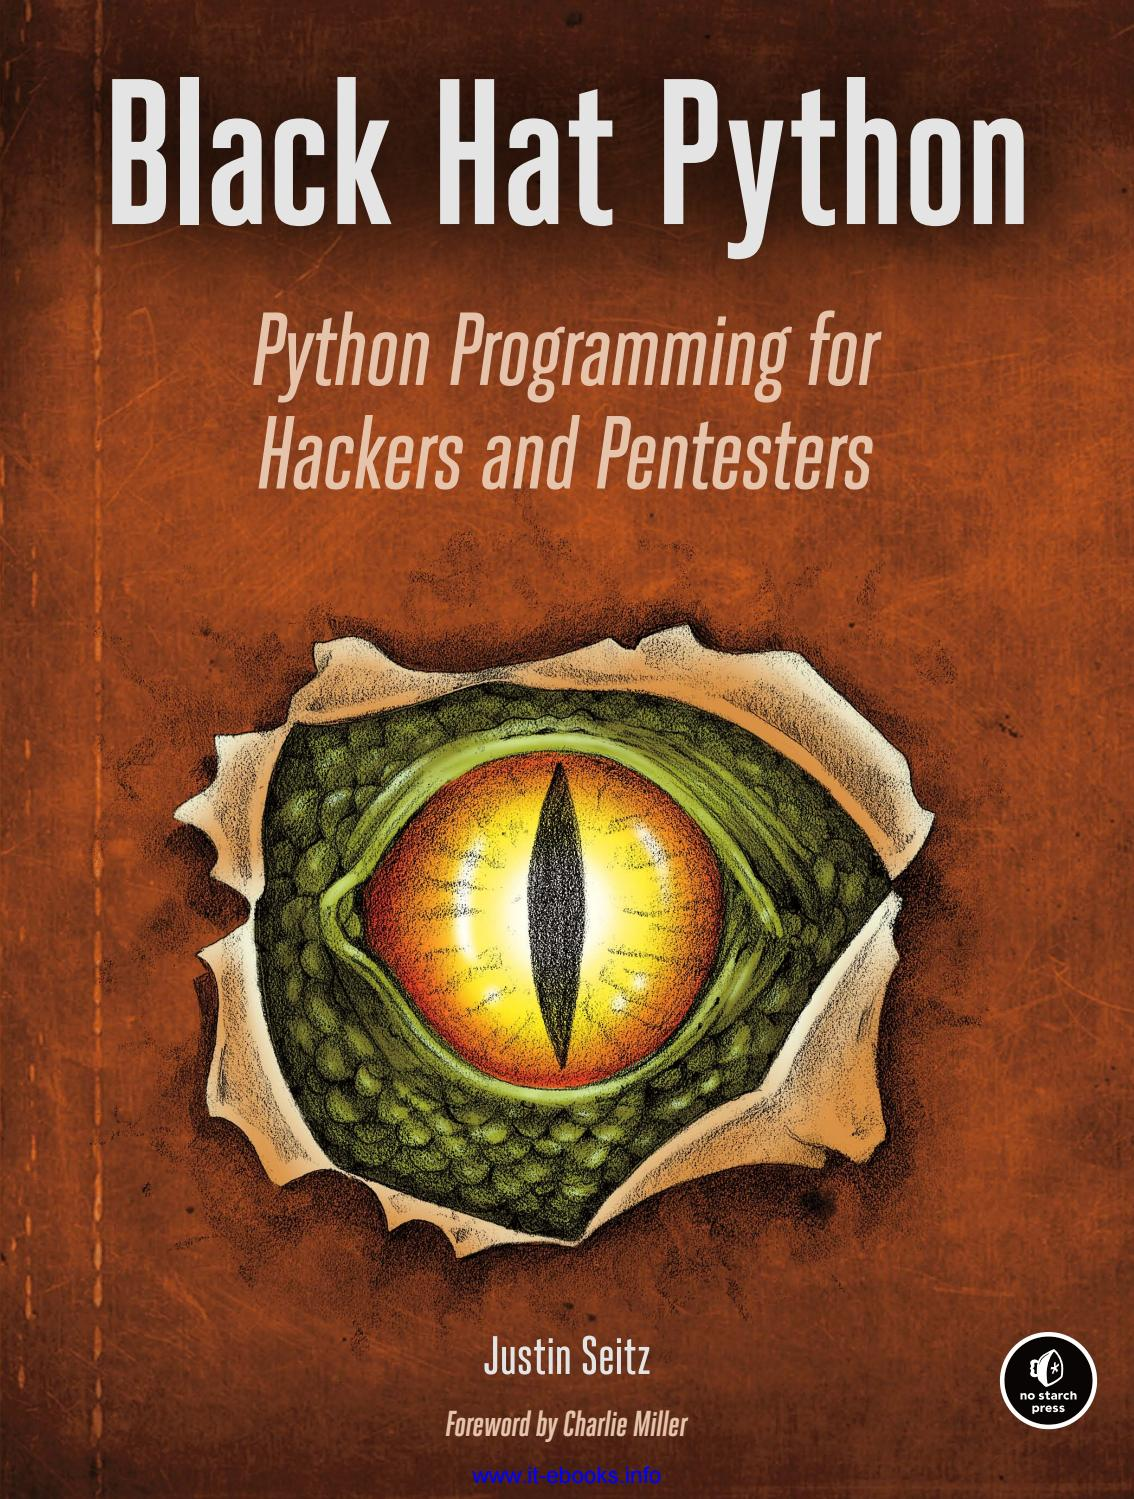 Black Hat Python
Python Programming for
Hackers and Pentesters
Justin Seitz
Foreword by Charlie Miller
no starch
press
www.it-ebooks.info